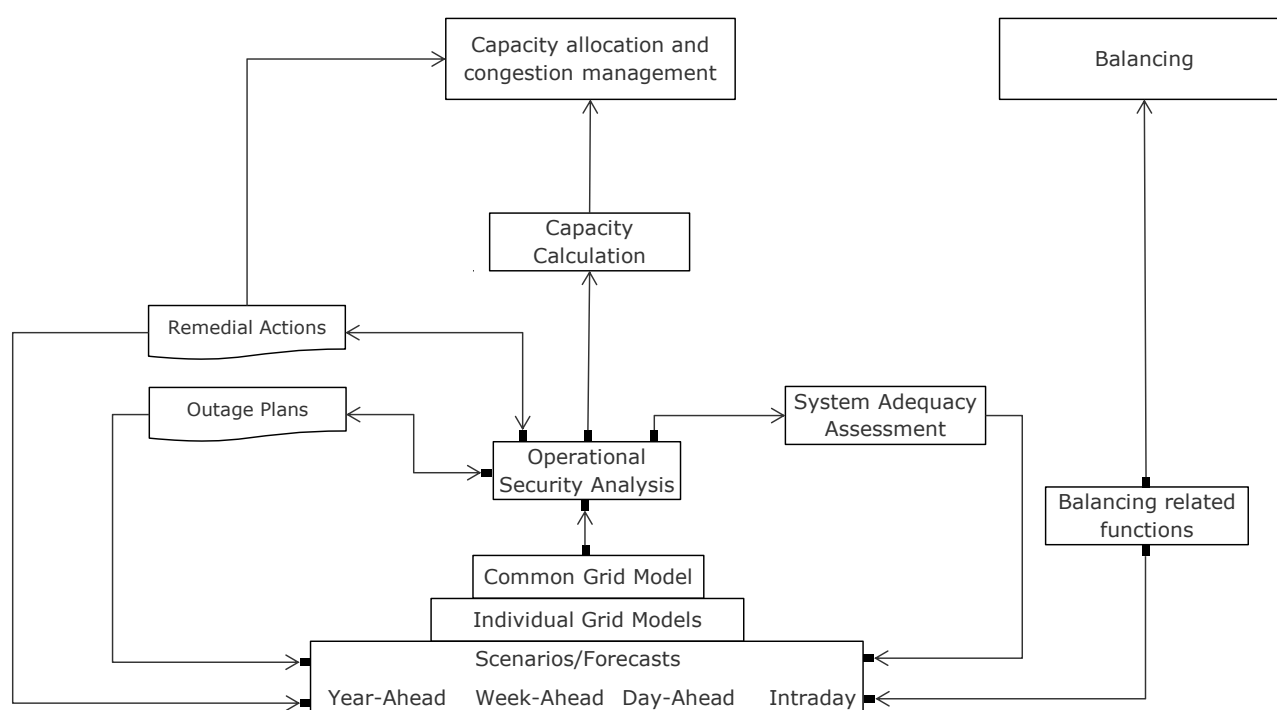 Capacity allocation and
congestion management
Balancing
Capacity
Calculation
Remedial Actions
Outage Plans
System Adequacy
Assessment
Operational
Security Analysis
Balancing related
functions
Common Grid Model
Individual Grid Models
Scenarios/Forecasts
Year-Ahead Week-Ahead Day-Ahead Intraday